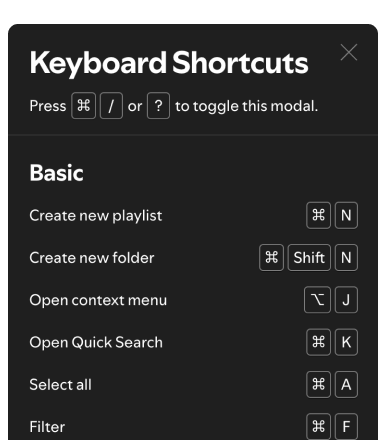 Keyboard Shortcuts
Press ⌘ / or ? to toggle this modal.
Basic
Create new playlist ⌘ N
Create new folder ⌘ Shift N
Open context menu ⌥ J
Open Quick Search ⌘ K
Select all ⌘ A
Filter ⌘ F